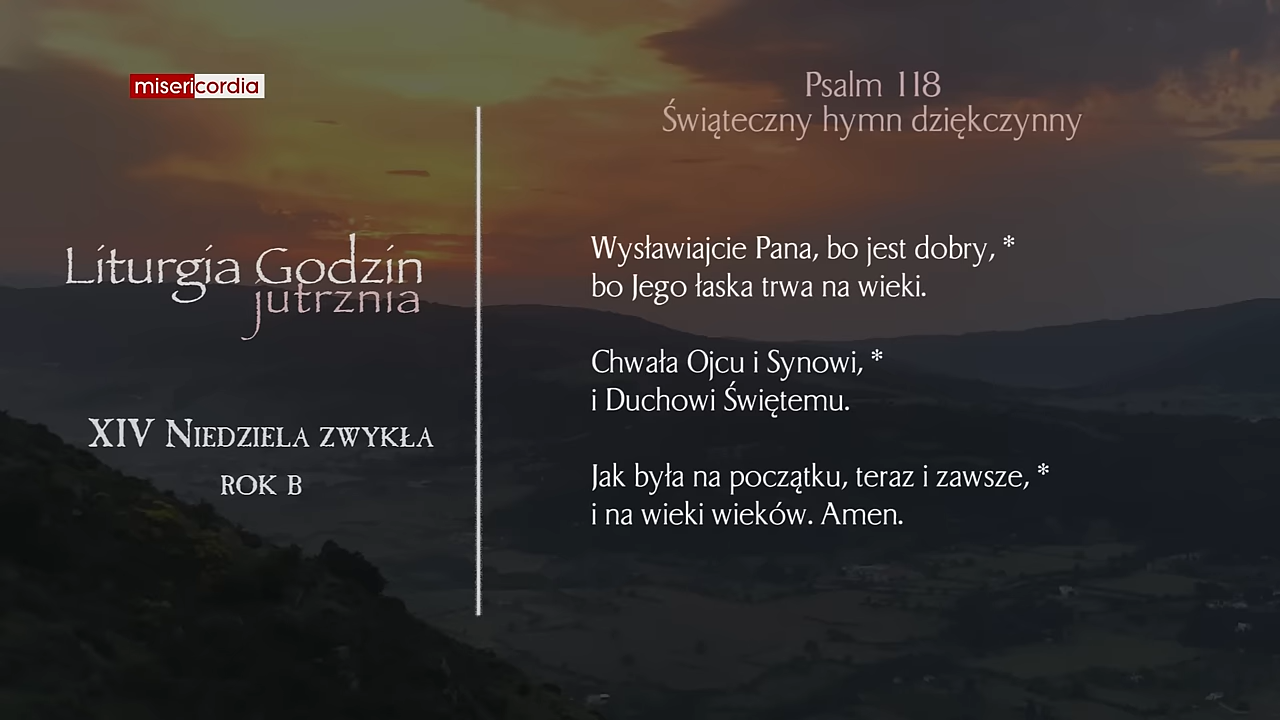 misericordia
Liturgia Godzin
jutrznia
XIV Niedziela zwykła
rok B
Psalm 118
Świąteczny hymn dziękczynny
Wysławiajcie Pana, bo jest dobry, *
bo Jego łaska trwa na wieki.
Chwała Ojcu i Synowi, *
i Duchowi Świętemu.
Jak była na początku, teraz i zawsze, *
i na wieki wieków. Amen.